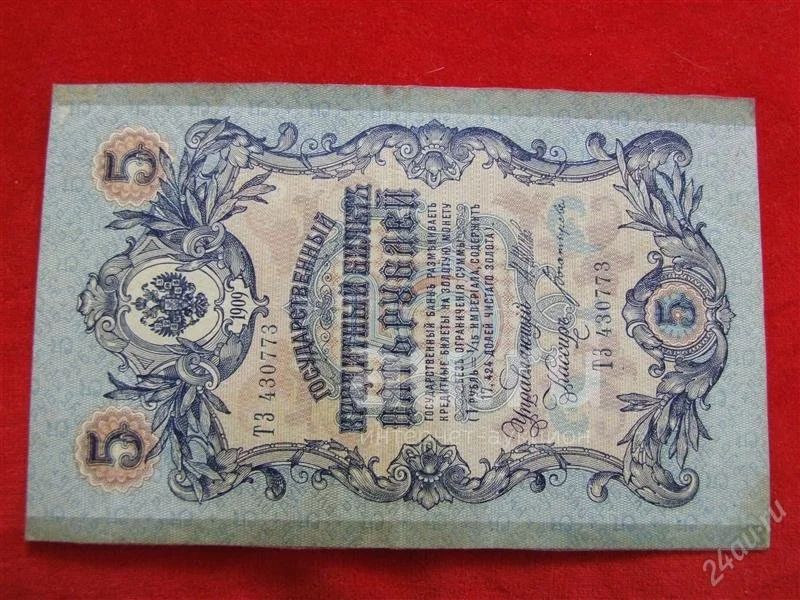 5
5
1909
ТЗ 430773
ГОСУДАРСТВЕННЫЙ
КРЕДИТНЫЙ БИЛЕТЪ
ПЯТЬ РУБЛЕЙ
ГОСУДАРСТВЕННЫЙ БАНКЪ РАЗМѢНИВАЕТЪ
КРЕДИТНЫЕ БИЛЕТЫ НА ЗОЛОТУЮ МОНЕТУ
БЕЗЪ ОГРАНИЧЕНІЯ СУММЫ
(1 РУБЛЬ = 1/15 ИМПЕРІАЛА, СОДЕРЖИТЪ
17,424 ДОЛЕЙ ЧИСТАГО ЗОЛОТА).
Управляющій
Кассиръ
ТЗ 430773
5
интернет-аукцион
24au.ru